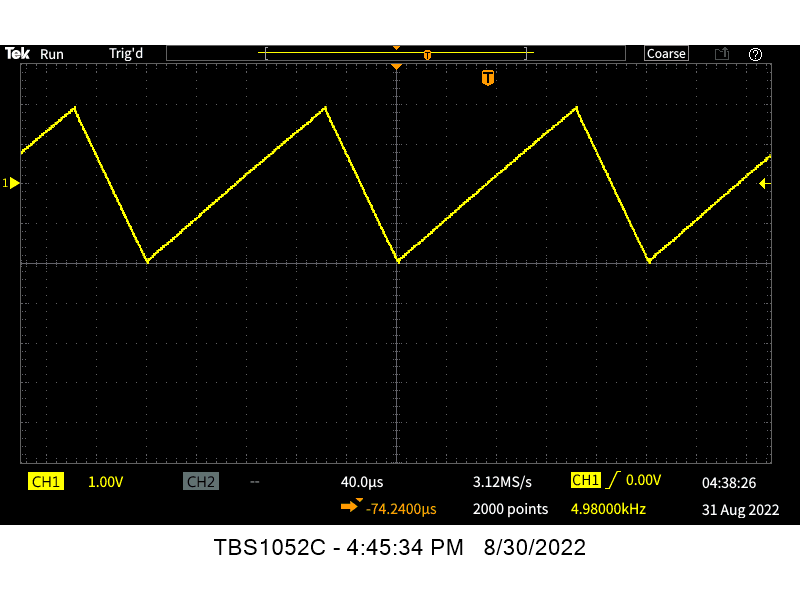 Tek Run Trig'd Coarse ?
T
T
1
CH1 1.00V CH2 -- 40.0µs 3.12MS/s CH1 0.00V 04:38:26
-74.2400µs 2000 points 4.98000kHz 31 Aug 2022
TBS1052C - 4:45:34 PM 8/30/2022